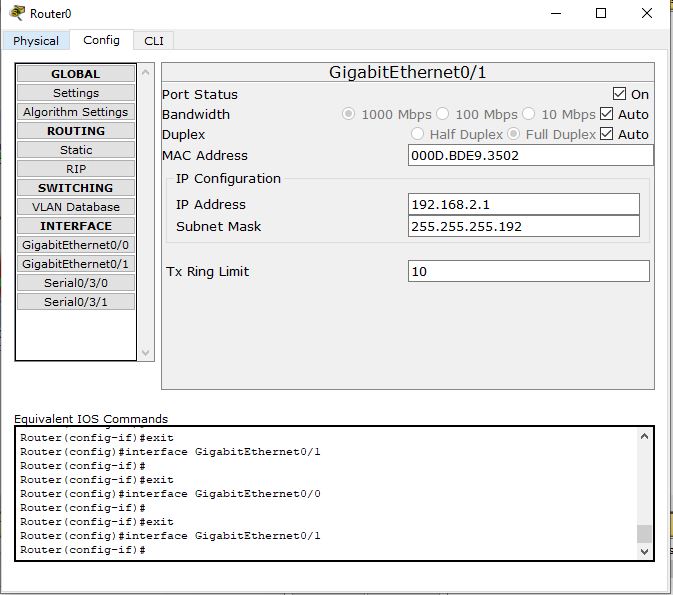 Router0
Physical Config CLI
GLOBAL
Settings
Algorithm Settings
ROUTING
Static
RIP
SWITCHING
VLAN Database
INTERFACE
GigabitEthernet0/0
GigabitEthernet0/1
Serial0/3/0
Serial0/3/1
GigabitEthernet0/1
Port Status On
Bandwidth 1000 Mbps 100 Mbps 10 Mbps Auto
Duplex Half Duplex Full Duplex Auto
MAC Address 000D.BDE9.3502
IP Configuration
IP Address 192.168.2.1
Subnet Mask 255.255.255.192
Tx Ring Limit 10
Equivalent IOS Commands
Router(config-if)#exit
Router(config)#interface GigabitEthernet0/1
Router(config-if)#
Router(config-if)#exit
Router(config)#interface GigabitEthernet0/0
Router(config-if)#
Router(config-if)#exit
Router(config)#interface GigabitEthernet0/1
Router(config-if)#